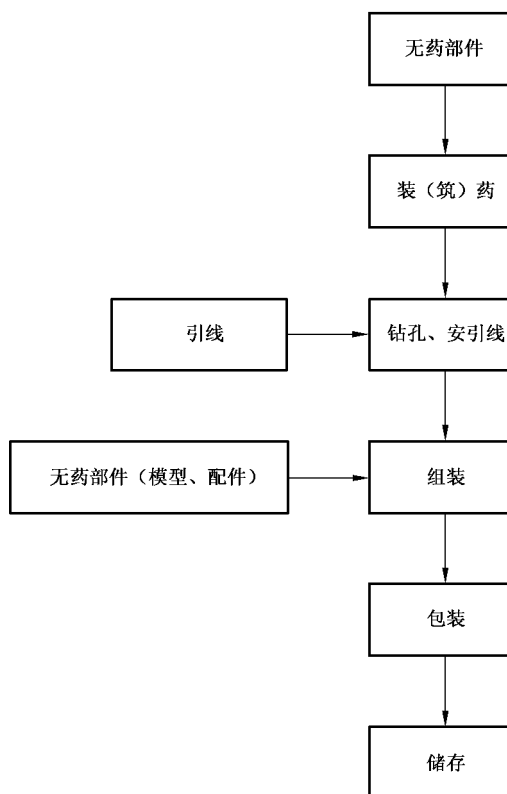 无药部件
装（筑）药
引线
钻孔、安引线
无药部件（模型、配件）
组装
包装
储存